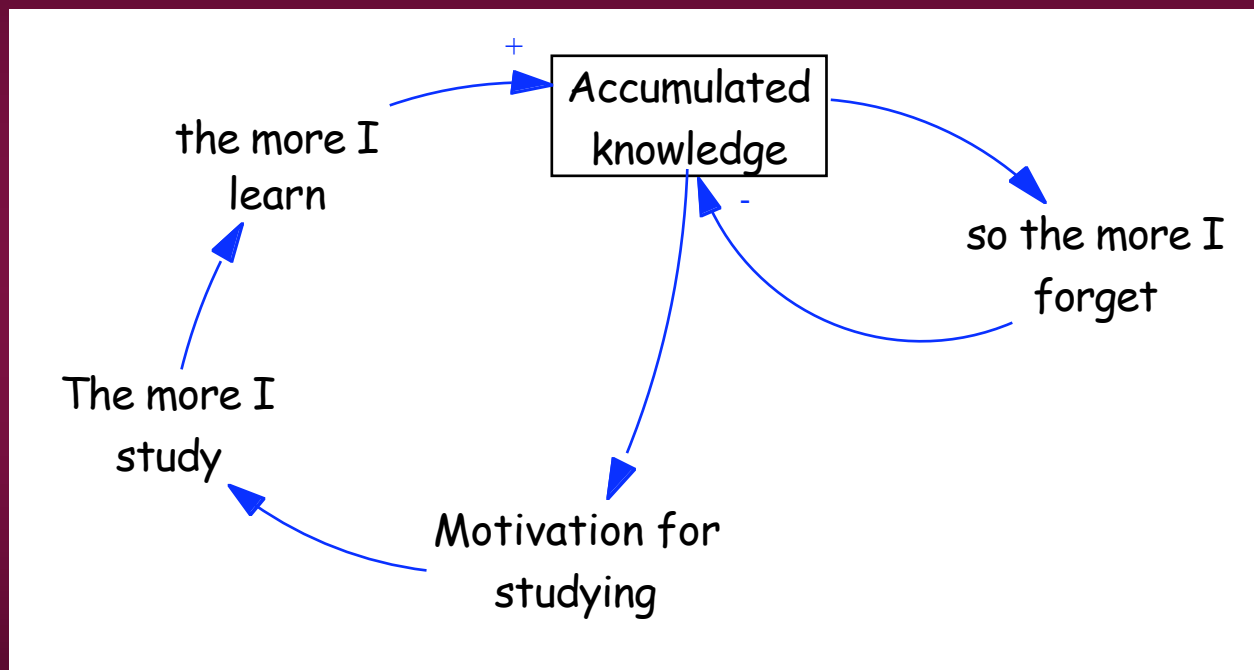 +
Accumulated
knowledge
the more I
learn
-
so the more I
forget
The more I
study
Motivation for
studying